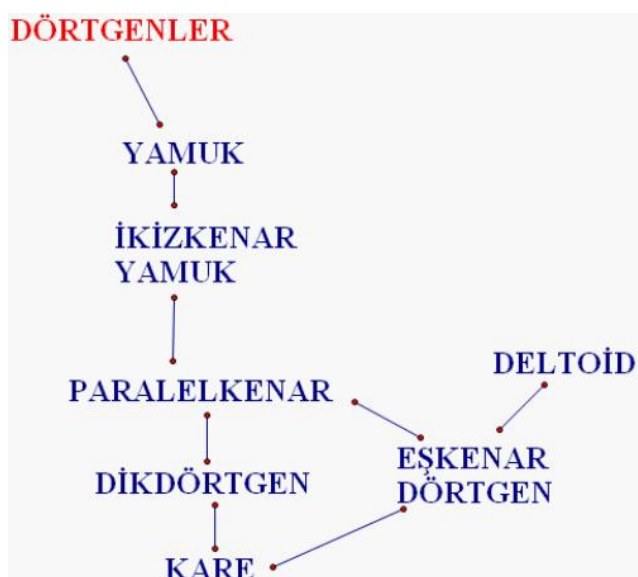 DÖRTGENLER
YAMUK
İKİZKENAR
YAMUK
DELTOİD
PARALELKENAR
EŞKENAR
DÖRTGEN
DİKDÖRTGEN
KARE